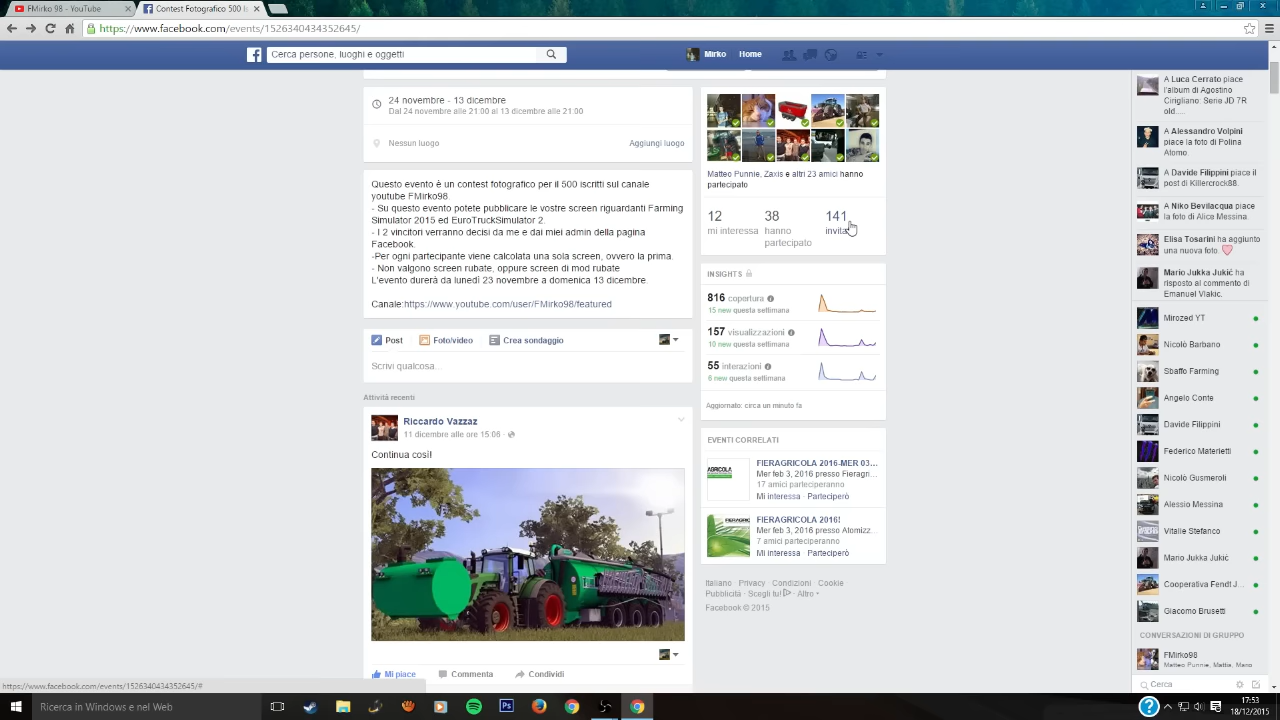 FMirko 98 - YouTube
Contest Fotografico 500 Is
https://www.facebook.com/events/1526340434352645/
Cerca persone, luoghi e oggetti
Mirko
Home
24 novembre - 13 dicembre
Dal 24 novembre alle 21:00 al 13 dicembre alle 21:00
Nessun luogo
Aggiungi luogo
Questo evento è un contest fotografico per il 500 iscritti sul canale
youtube FMirko98.
- Su questo evento potete pubblicare le vostre screen riguardanti Farming
Simulator 2015 ed EuroTruckSimulator 2.
- I 2 vincitori verranno decisi da me e dai miei admin della pagina
Facebook.
-Per ogni partecipante viene calcolata una sola screen, ovvero la prima.
- Non valgono screen rubate, oppure screen di mod rubate
L'evento durerà da lunedì 23 novembre a domenica 13 dicembre.
Canale:https://www.youtube.com/user/FMirko98/featured
Post
Foto/video
Crea sondaggio
Scrivi qualcosa...
Attività recenti
Riccardo Vazzaz
11 dicembre alle ore 15:06 ·
Continua così!
Mi piace
Commenta
Condividi
Matteo Punnie, Zaxis e altri 23 amici hanno
partecipato
12
mi interessa
38
hanno
partecipato
141
invitati
INSIGHTS
816 copertura
15 new questa settimana
157 visualizzazioni
10 new questa settimana
55 interazioni
6 new questa settimana
Aggiornato: circa un minuto fa
EVENTI CORRELATI
FIERAGRICOLA 2016-MER 03...
Mer feb 3, 2016 presso Fieragri...
17 amici parteciperanno
Mi interessa · Parteciperò
FIERAGRICOLA 2016!
Mer feb 3, 2016 presso Atomizz...
7 amici parteciperanno
Mi interessa · Parteciperò
Italiano · Privacy · Condizioni · Cookie ·
Pubblicità · Scegli tu! · Altro
Facebook © 2015
A Luca Cerrato piace
l'album di Agostino
Cirigliano: Serie JD 7R
old....
A Alessandro Volpini
piace la foto di Polina
Atomo.
A Davide Filippini piace il
post di Killercrock88.
A Niko Bevilacqua piace
la foto di Alice Messina.
Elisa Tosarini ha aggiunto
una nuova foto.
Mario Jukka Jukić ha
risposto al commento di
Emanuel Vlakic.
Mirozed YT
Nicolò Barbano
Sbaffo Farming
Angelo Conte
Davide Filippini
Federico Materietti
Nicolò Gusmeroli
Alessio Messina
Vitalie Stefanco
Mario Jukka Jukić
Cooperativa Fendt J...
Giacomo Brusetti
CONVERSAZIONI DI GRUPPO
FMirko98
Matteo Punnie, Mattia, Mario
Cerca
https://www.facebook.com/events/1526340434352645/#
Ricerca in Windows e nel Web
17:53
18/12/2015